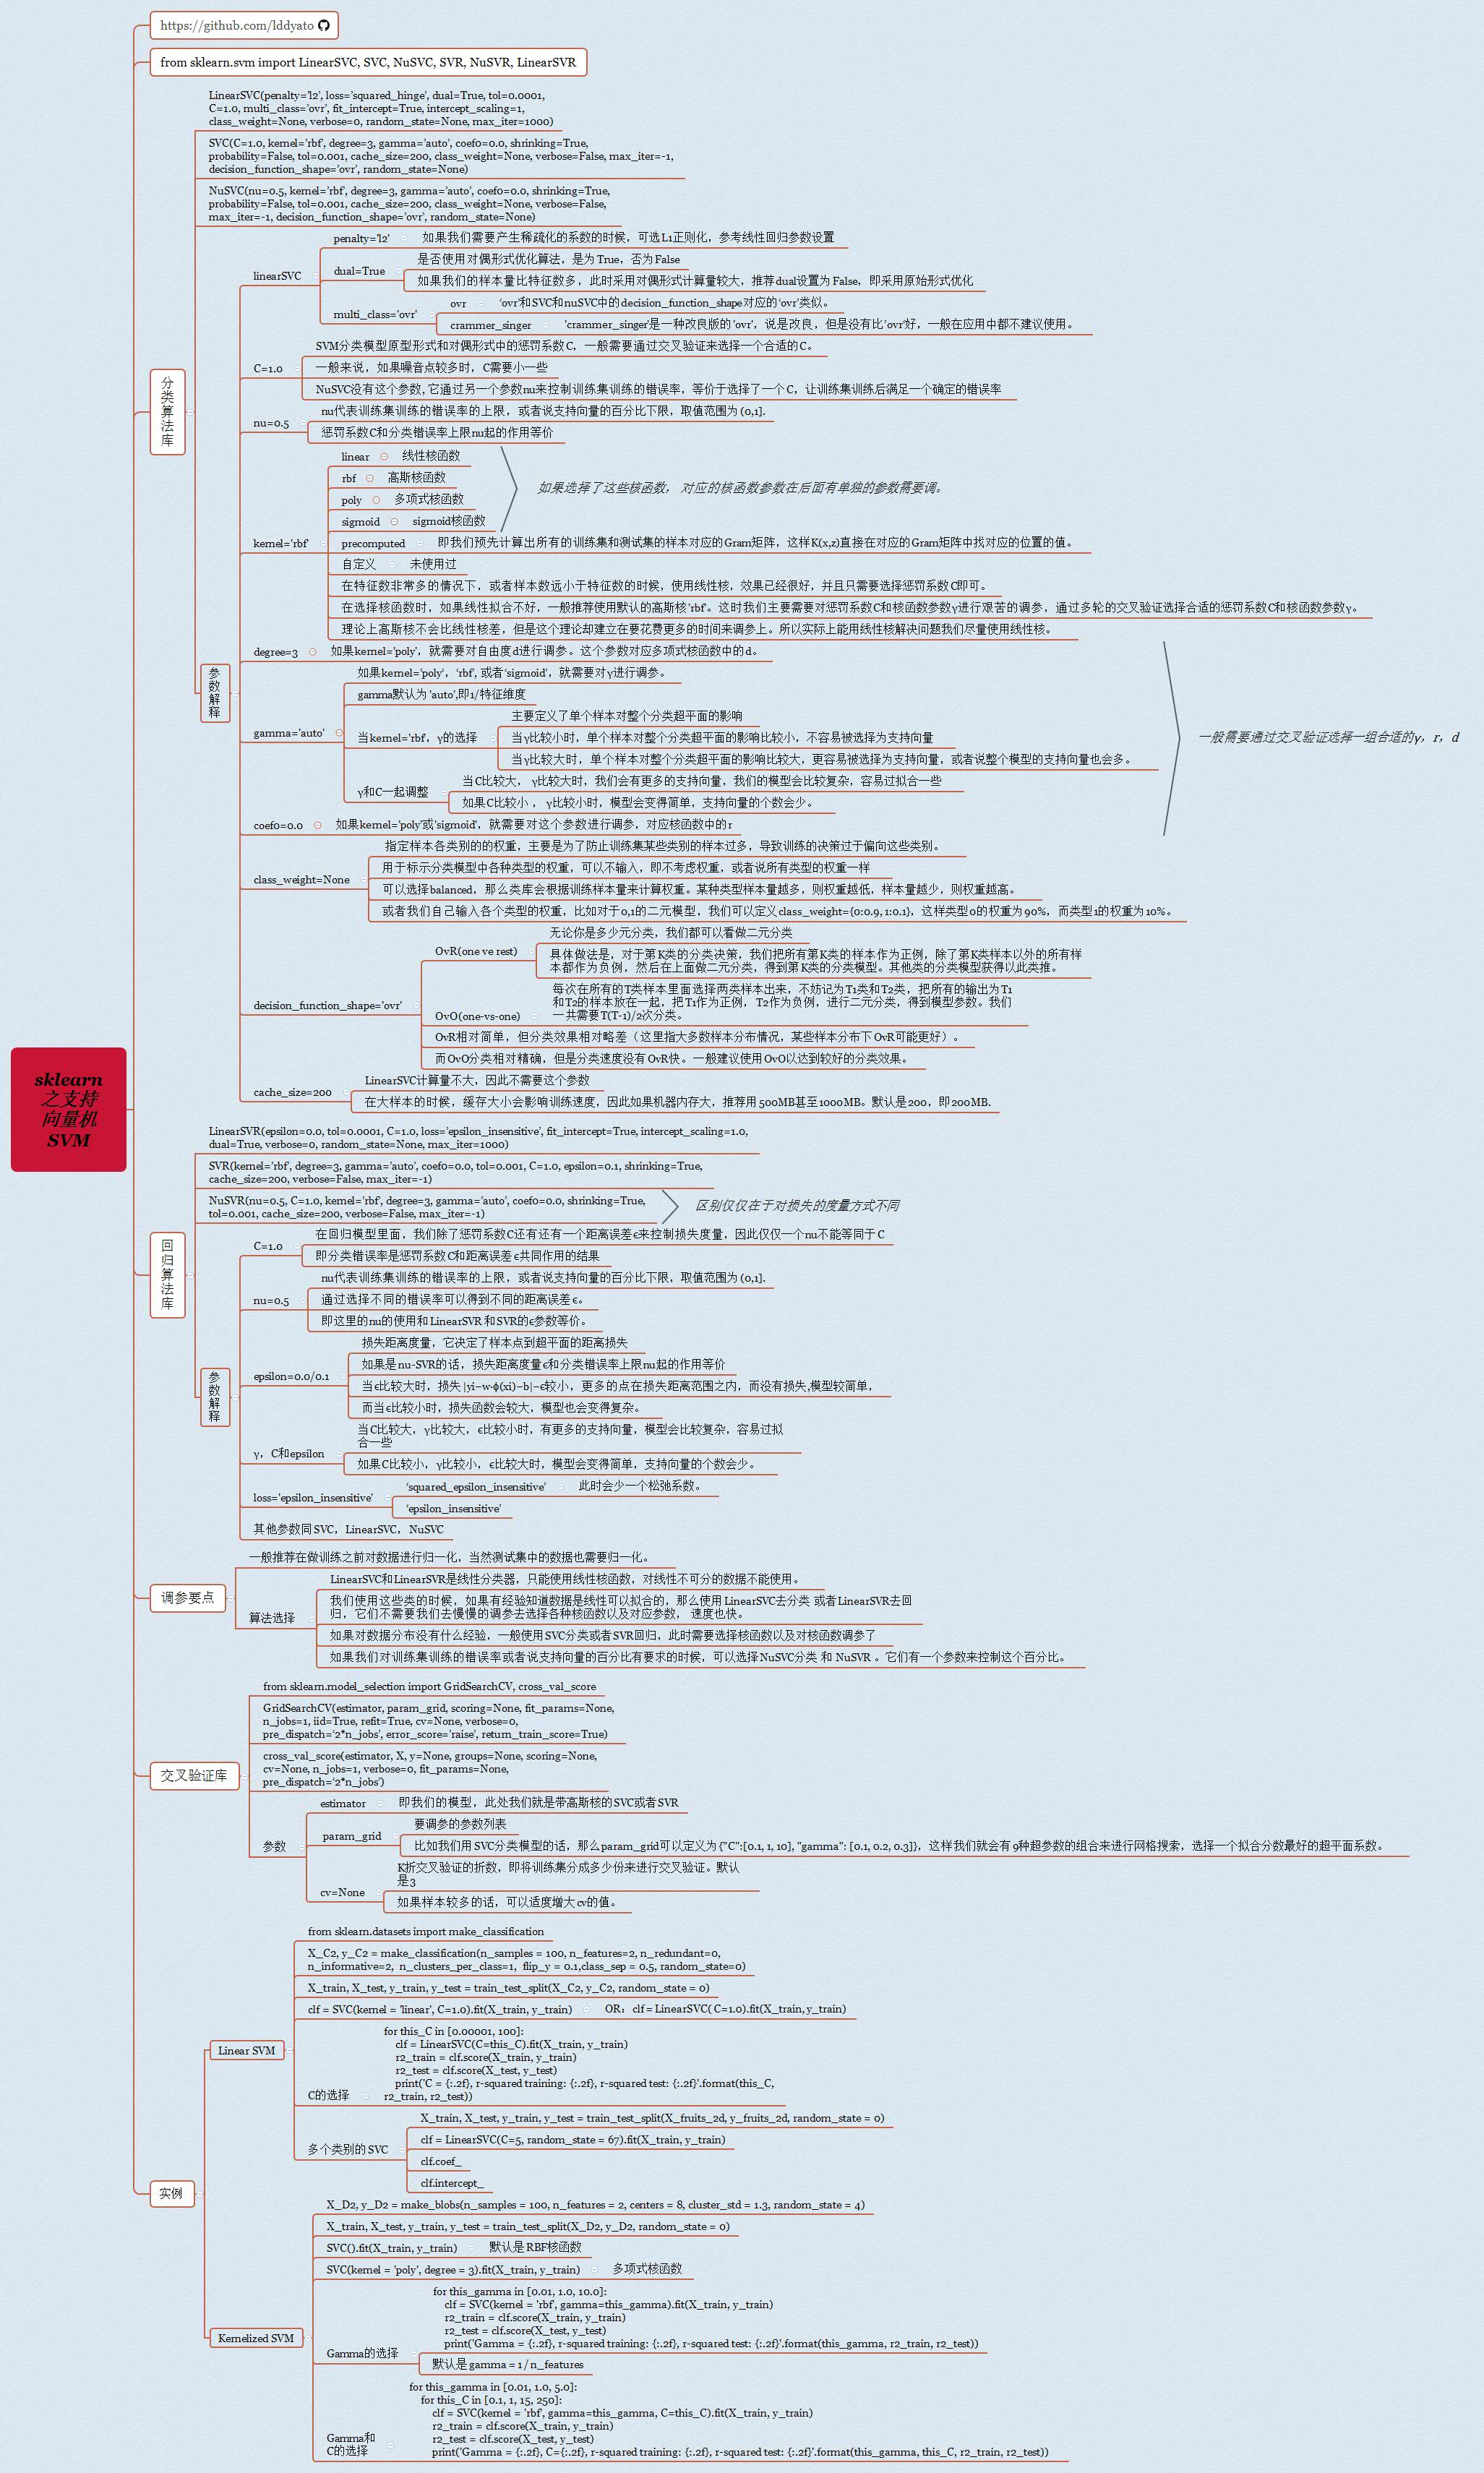 https://github.com/lddyato
from sklearn.svm import LinearSVC, SVC, NuSVC, SVR, NuSVR, LinearSVR
LinearSVC(penalty='l2', loss='squared_hinge', dual=True, tol=0.0001,
C=1.0, multi_class='ovr', fit_intercept=True, intercept_scaling=1,
class_weight=None, verbose=0, random_state=None, max_iter=1000)
SVC(C=1.0, kernel='rbf', degree=3, gamma='auto', coef0=0.0, shrinking=True,
probability=False, tol=0.001, cache_size=200, class_weight=None, verbose=False, max_iter=-1,
decision_function_shape='ovr', random_state=None)
NuSVC(nu=0.5, kernel='rbf', degree=3, gamma='auto', coef0=0.0, shrinking=True,
probability=False, tol=0.001, cache_size=200, class_weight=None, verbose=False,
max_iter=-1, decision_function_shape='ovr', random_state=None)
penalty='l2' 如果我们需要产生稀疏化的系数的时候，可选L1正则化，参考线性回归参数设置
是否使用对偶形式优化算法，是为True，否为False
linearSVC
dual=True
如果我们的样本量比特征数多，此时采用对偶形式计算量较大，推荐dual设置为False，即采用原始形式优化
ovr 'ovr'和SVC和nuSVC中的decision_function_shape对应的'ovr'类似。
multi_class='ovr'
crammer_singer 'crammer_singer'是一种改良版的'ovr'，说是改良，但是没有比'ovr'好，一般在应用中都不建议使用。
SVM分类模型原型形式和对偶形式中的惩罚系数C，一般需要通过交叉验证来选择一个合适的C。
C=1.0
一般来说，如果噪音点较多时，C需要小一些
NuSVC没有这个参数, 它通过另一个参数nu来控制训练集训练的错误率，等价于选择了一个C，让训练集训练后满足一个确定的错误率
分类算法库
nu代表训练集训练的错误率的上限，或者说支持向量的百分比下限，取值范围为(0,1].
nu=0.5
惩罚系数C和分类错误率上限nu起的作用等价
linear 线性核函数
rbf 高斯核函数
如果选择了这些核函数， 对应的核函数参数在后面有单独的参数需要调。
poly 多项式核函数
sigmoid sigmoid核函数
kernel='rbf'
precomputed 即我们预先计算出所有的训练集和测试集的样本对应的Gram矩阵，这样K(x,z)直接在对应的Gram矩阵中找对应的位置的值。
自定义 未使用过
在特征数非常多的情况下，或者样本数远小于特征数的时候，使用线性核，效果已经很好，并且只需要选择惩罚系数C即可。
在选择核函数时，如果线性拟合不好，一般推荐使用默认的高斯核'rbf'。这时我们主要需要对惩罚系数C和核函数参数γ进行艰苦的调参，通过多轮的交叉验证选择合适的惩罚系数C和核函数参数γ。
理论上高斯核不会比线性核差，但是这个理论却建立在要花费更多的时间来调参上。所以实际上能用线性核解决问题我们尽量使用线性核。
degree=3 如果kernel='poly'，就需要对自由度d进行调参。这个参数对应多项式核函数中的d。
参数解释
如果kernel='poly'，'rbf', 或者'sigmoid'，就需要对γ进行调参。
gamma默认为'auto',即1/特征维度
主要定义了单个样本对整个分类超平面的影响
gamma='auto'
当kernel='rbf'，γ的选择
当γ比较小时，单个样本对整个分类超平面的影响比较小，不容易被选择为支持向量
一般需要通过交叉验证选择一组合适的γ，r，d
当γ比较大时，单个样本对整个分类超平面的影响比较大，更容易被选择为支持向量，或者说整个模型的支持向量也会多。
当C比较大， γ比较大时，我们会有更多的支持向量，我们的模型会比较复杂，容易过拟合一些
γ和C一起调整
如果C比较小 ， γ比较小时，模型会变得简单，支持向量的个数会少。
coef0=0.0 如果kernel='poly'或'sigmoid'，就需要对这个参数进行调参，对应核函数中的r
指定样本各类别的的权重，主要是为了防止训练集某些类别的样本过多，导致训练的决策过于偏向这些类别。
用于标示分类模型中各种类型的权重，可以不输入，即不考虑权重，或者说所有类型的权重一样
class_weight=None
可以选择balanced，那么类库会根据训练样本量来计算权重。某种类型样本量越多，则权重越低，样本量越少，则权重越高。
或者我们自己输入各个类型的权重，比如对于0,1的二元模型，我们可以定义class_weight={0:0.9, 1:0.1}，这样类型0的权重为90%，而类型1的权重为10%。
无论你是多少元分类，我们都可以看做二元分类
OvR(one ve rest)
具体做法是，对于第K类的分类决策，我们把所有第K类的样本作为正例，除了第K类样本以外的所有样
本都作为负例，然后在上面做二元分类，得到第K类的分类模型。其他类的分类模型获得以此类推。
每次在所有的T类样本里面选择两类样本出来，不妨记为T1类和T2类，把所有的输出为T1
decision_function_shape='ovr'
和T2的样本放在一起，把T1作为正例，T2作为负例，进行二元分类，得到模型参数。我们
OvO(one-vs-one)
一共需要T(T-1)/2次分类。
OvR相对简单，但分类效果相对略差（这里指大多数样本分布情况，某些样本分布下OvR可能更好）。
而OvO分类相对精确，但是分类速度没有OvR快。一般建议使用OvO以达到较好的分类效果。
LinearSVC计算量不大，因此不需要这个参数
cache_size=200
在大样本的时候，缓存大小会影响训练速度，因此如果机器内存大，推荐用500MB甚至1000MB。默认是200，即200MB.
sklearn
之支持
向量机
SVM
LinearSVR(epsilon=0.0, tol=0.0001, C=1.0, loss='epsilon_insensitive', fit_intercept=True, intercept_scaling=1.0,
dual=True, verbose=0, random_state=None, max_iter=1000)
SVR(kernel='rbf', degree=3, gamma='auto', coef0=0.0, tol=0.001, C=1.0, epsilon=0.1, shrinking=True,
cache_size=200, verbose=False, max_iter=-1)
NuSVR(nu=0.5, C=1.0, kernel='rbf', degree=3, gamma='auto', coef0=0.0, shrinking=True,
tol=0.001, cache_size=200, verbose=False, max_iter=-1)
区别仅仅在于对损失的度量方式不同
回归算法库
在回归模型里面，我们除了惩罚系数C还有还有一个距离误差ϵ来控制损失度量，因此仅仅一个nu不能等同于C
C=1.0
即分类错误率是惩罚系数C和距离误差ϵ共同作用的结果
nu代表训练集训练的错误率的上限，或者说支持向量的百分比下限，取值范围为(0,1].
nu=0.5
通过选择不同的错误率可以得到不同的距离误差ϵ。
即这里的nu的使用和LinearSVR 和SVR的ϵ参数等价。
损失距离度量，它决定了样本点到超平面的距离损失
如果是nu-SVR的话，损失距离度量ϵ和分类错误率上限nu起的作用等价
epsilon=0.0/0.1
当ϵ比较大时，损失|yi−w∙ϕ(xi)−b|−ϵ较小，更多的点在损失距离范围之内，而没有损失,模型较简单，
参数解释
而当ϵ比较小时，损失函数会较大，模型也会变得复杂。
当C比较大，γ比较大，ϵ比较小时，有更多的支持向量，模型会比较复杂，容易过拟
合一些
γ，C和epsilon
如果C比较小，γ比较小，ϵ比较大时，模型会变得简单，支持向量的个数会少。
'squared_epsilon_insensitive' 此时会少一个松弛系数。
loss='epsilon_insensitive'
'epsilon_insensitive'
其他参数同SVC，LinearSVC，NuSVC
一般推荐在做训练之前对数据进行归一化，当然测试集中的数据也需要归一化。
调参要点
LinearSVC和LinearSVR是线性分类器，只能使用线性核函数，对线性不可分的数据不能使用。
我们使用这些类的时候，如果有经验知道数据是线性可以拟合的，那么使用LinearSVC去分类 或者LinearSVR去回
归，它们不需要我们去慢慢的调参去选择各种核函数以及对应参数， 速度也快。
算法选择
如果对数据分布没有什么经验，一般使用SVC分类或者SVR回归，此时需要选择核函数以及对核函数调参了
如果我们对训练集训练的错误率或者说支持向量的百分比有要求的时候，可以选择NuSVC分类 和 NuSVR 。它们有一个参数来控制这个百分比。
from sklearn.model_selection import GridSearchCV, cross_val_score
GridSearchCV(estimator, param_grid, scoring=None, fit_params=None,
n_jobs=1, iid=True, refit=True, cv=None, verbose=0,
pre_dispatch='2*n_jobs', error_score='raise', return_train_score=True)
cross_val_score(estimator, X, y=None, groups=None, scoring=None,
cv=None, n_jobs=1, verbose=0, fit_params=None,
pre_dispatch='2*n_jobs')
交叉验证库
estimator 即我们的模型，此处我们就是带高斯核的SVC或者SVR
要调参的参数列表
param_grid
参数
比如我们用SVC分类模型的话，那么param_grid可以定义为{"C":[0.1, 1, 10], "gamma": [0.1, 0.2, 0.3]}，这样我们就会有9种超参数的组合来进行网格搜索，选择一个拟合分数最好的超平面系数。
K折交叉验证的折数，即将训练集分成多少份来进行交叉验证。默认
是3
cv=None
如果样本较多的话，可以适度增大cv的值。
from sklearn.datasets import make_classification
X_C2, y_C2 = make_classification(n_samples = 100, n_features=2, n_redundant=0,
n_informative=2, n_clusters_per_class=1, flip_y = 0.1,class_sep = 0.5, random_state=0)
X_train, X_test, y_train, y_test = train_test_split(X_C2, y_C2, random_state = 0)
clf = SVC(kernel = 'linear', C=1.0).fit(X_train, y_train) OR：clf = LinearSVC( C=1.0).fit(X_train, y_train)
Linear SVM
for this_C in [0.00001, 100]:
clf = LinearSVC(C=this_C).fit(X_train, y_train)
r2_train = clf.score(X_train, y_train)
r2_test = clf.score(X_test, y_test)
print('C = {:.2f}, r-squared training: {:.2f}, r-squared test: {:.2f}'.format(this_C,
C的选择
r2_train, r2_test))
X_train, X_test, y_train, y_test = train_test_split(X_fruits_2d, y_fruits_2d, random_state = 0)
clf = LinearSVC(C=5, random_state = 67).fit(X_train, y_train)
多个类别的SVC
clf.coef_
clf.intercept_
实例
X_D2, y_D2 = make_blobs(n_samples = 100, n_features = 2, centers = 8, cluster_std = 1.3, random_state = 4)
X_train, X_test, y_train, y_test = train_test_split(X_D2, y_D2, random_state = 0)
SVC().fit(X_train, y_train) 默认是RBF核函数
SVC(kernel = 'poly', degree = 3).fit(X_train, y_train) 多项式核函数
for this_gamma in [0.01, 1.0, 10.0]:
clf = SVC(kernel = 'rbf', gamma=this_gamma).fit(X_train, y_train)
r2_train = clf.score(X_train, y_train)
r2_test = clf.score(X_test, y_test)
Kernelized SVM
print('Gamma = {:.2f}, r-squared training: {:.2f}, r-squared test: {:.2f}'.format(this_gamma, r2_train, r2_test))
Gamma的选择
默认是gamma = 1 / n_features
for this_gamma in [0.01, 1.0, 5.0]:
for this_C in [0.1, 1, 15, 250]:
clf = SVC(kernel = 'rbf', gamma=this_gamma, C=this_C).fit(X_train, y_train)
r2_train = clf.score(X_train, y_train)
r2_test = clf.score(X_test, y_test)
Gamma和
C的选择
print('Gamma = {:.2f}, C={:.2f}, r-squared training: {:.2f}, r-squared test: {:.2f}'.format(this_gamma, this_C, r2_train, r2_test))